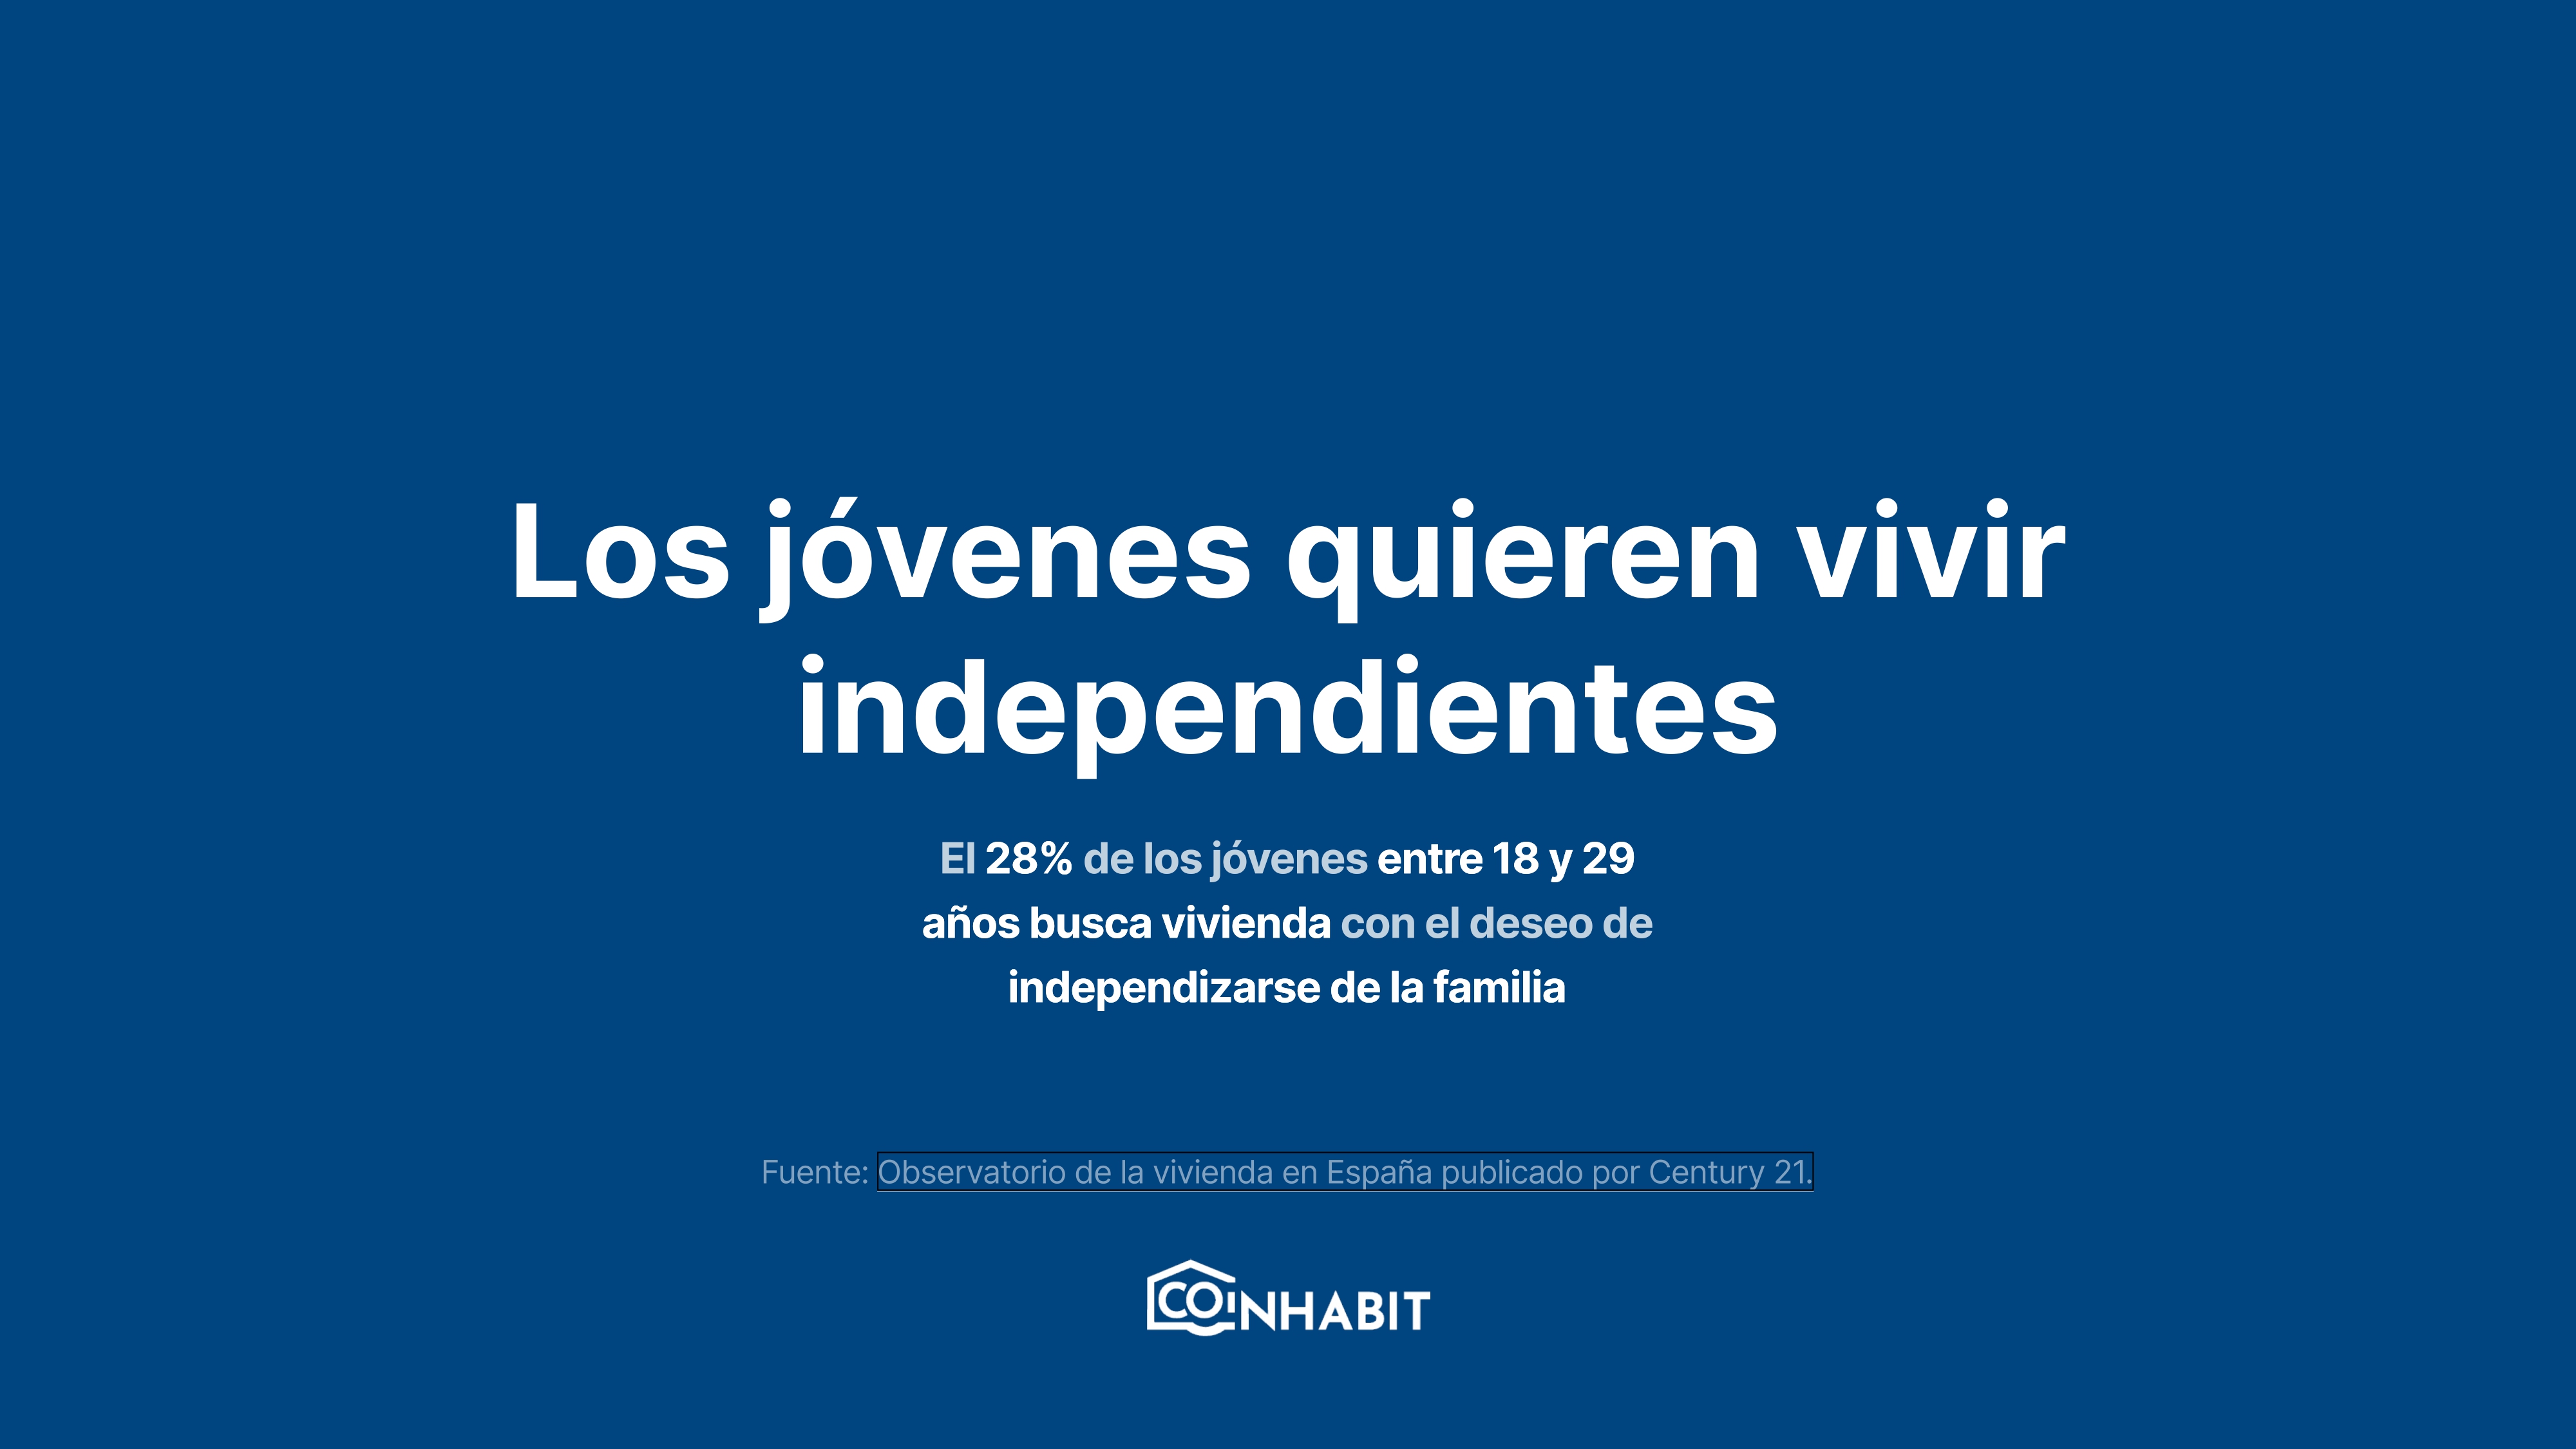 Los jóvenes quieren vivir
independientes
El 28% de los jóvenes entre 18 y 29
años busca vivienda con el deseo de
independizarse de la familia
Fuente: Observatorio de la vivienda en España publicado por Century 21.
COINHABIT